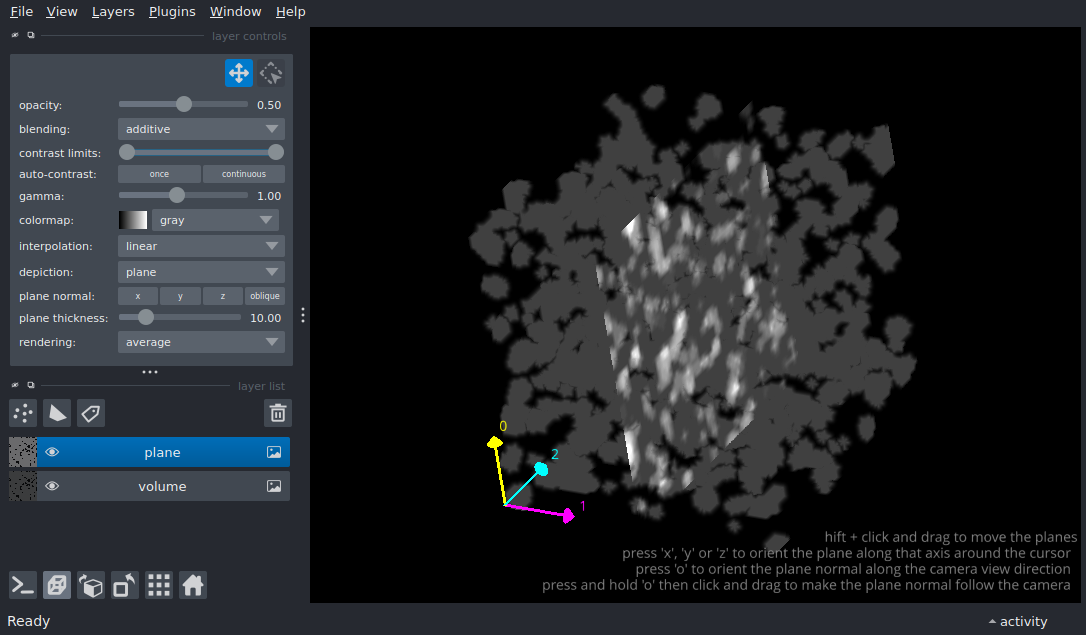 File View Layers Plugins Window Help
layer controls
opacity: 0.50
blending: additive
contrast limits:
auto-contrast: once continuous
gamma: 1.00
colormap: gray
interpolation: linear
depiction: plane
plane normal: x y z oblique
plane thickness: 10.00
rendering: average
layer list
plane
volume
0
2
1
hift + click and drag to move the planes
press 'x', 'y' or 'z' to orient the plane along that axis around the cursor
press 'o' to orient the plane normal along the camera view direction
press and hold 'o' then click and drag to make the plane normal follow the camera
Ready
activity